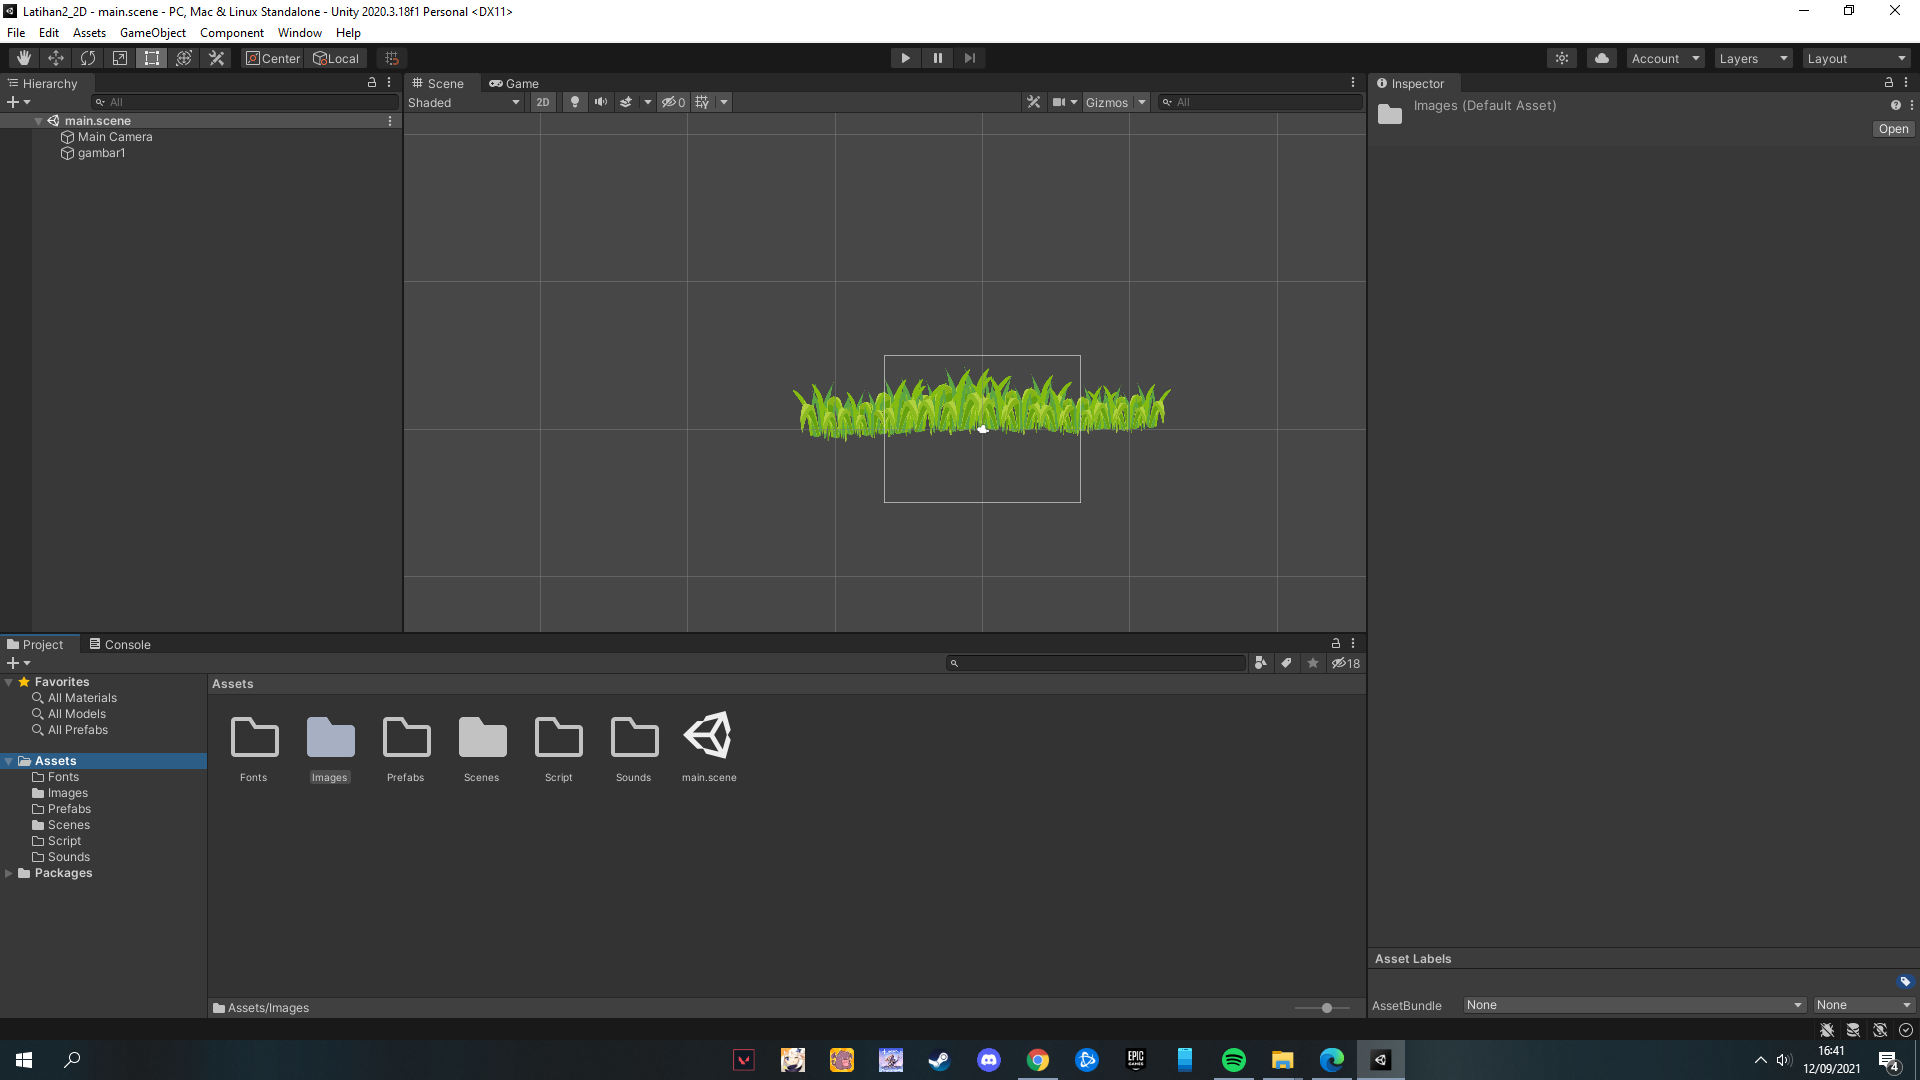 Latihan2_2D - main.scene - PC, Mac & Linux Standalone - Unity 2020.3.18f1 Personal <DX11>
File Edit Assets GameObject Component Window Help
Center Local Account Layers Layout
Hierarchy
All
main.scene
Main Camera
gambar1
Scene Game
Shaded 2D 0 Gizmos All
Inspector
Images (Default Asset)
Open
Project Console
18
Favorites
All Materials
All Models
All Prefabs
Assets
Fonts
Images
Prefabs
Scenes
Script
Sounds
Packages
Assets
Fonts Images Prefabs Scenes Script Sounds main.scene
Assets/Images
Asset Labels
AssetBundle None None
EPIC GAMES
16:41
12/09/2021
4